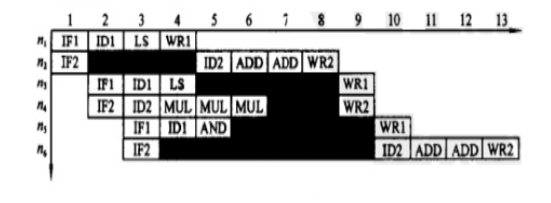 1 2 3 4 5 6 7 8 9 10 11 12 13
n₁ IF1 ID1 LS WR1
n₂ IF2 ID2 ADD ADD WR2
n₃ IF1 ID1 LS WR1
n₄ IF2 ID2 MUL MUL MUL WR2
n₅ IF1 ID1 AND WR1
n₆ IF2 ID2 ADD ADD WR2